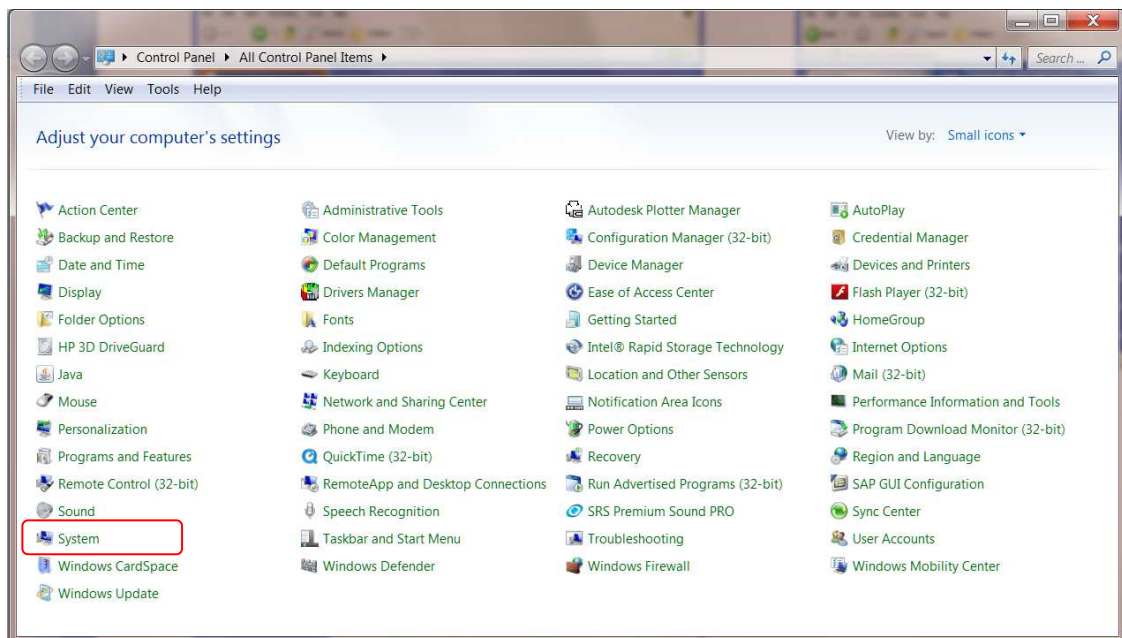 Control Panel ▸ All Control Panel Items ▸ Search ...
File Edit View Tools Help
Adjust your computer's settings View by: Small icons
Action Center Administrative Tools Autodesk Plotter Manager AutoPlay
Backup and Restore Color Management Configuration Manager (32-bit) Credential Manager
Date and Time Default Programs Device Manager Devices and Printers
Display Drivers Manager Ease of Access Center Flash Player (32-bit)
Folder Options Fonts Getting Started HomeGroup
HP 3D DriveGuard Indexing Options Intel® Rapid Storage Technology Internet Options
Java Keyboard Location and Other Sensors Mail (32-bit)
Mouse Network and Sharing Center Notification Area Icons Performance Information and Tools
Personalization Phone and Modem Power Options Program Download Monitor (32-bit)
Programs and Features QuickTime (32-bit) Recovery Region and Language
Remote Control (32-bit) RemoteApp and Desktop Connections Run Advertised Programs (32-bit) SAP GUI Configuration
Sound Speech Recognition SRS Premium Sound PRO Sync Center
System Taskbar and Start Menu Troubleshooting User Accounts
Windows CardSpace Windows Defender Windows Firewall Windows Mobility Center
Windows Update